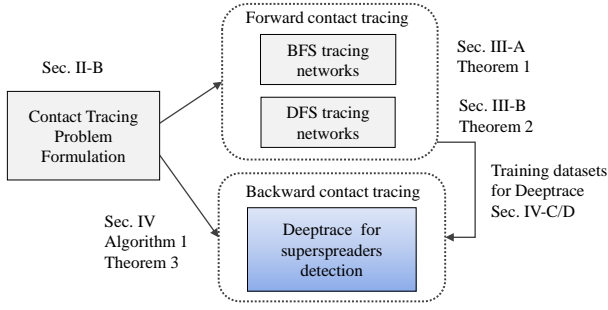 Forward contact tracing
BFS tracing
networks
DFS tracing
networks
Sec. II-B
Contact Tracing
Problem
Formulation
Sec. III-A
Theorem 1
Sec. III-B
Theorem 2
Training datasets
for Deeptrace
Sec. IV-C/D
Backward contact tracing
Deeptrace for
superspreaders
detection
Sec. IV
Algorithm 1
Theorem 3